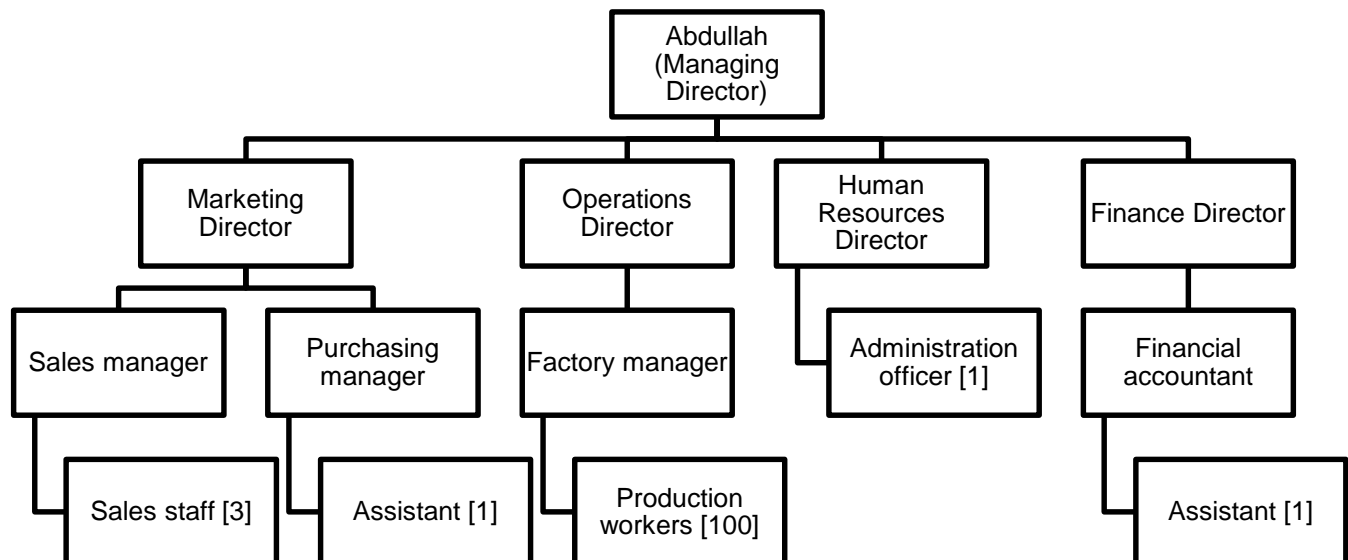 Abdullah
(Managing
Director)
Marketing
Director
Operations
Director
Human
Resources
Director
Finance Director
Sales manager
Purchasing
manager
Factory manager
Administration
officer [1]
Financial
accountant
Sales staff [3]
Assistant [1]
Production
workers [100]
Assistant [1]